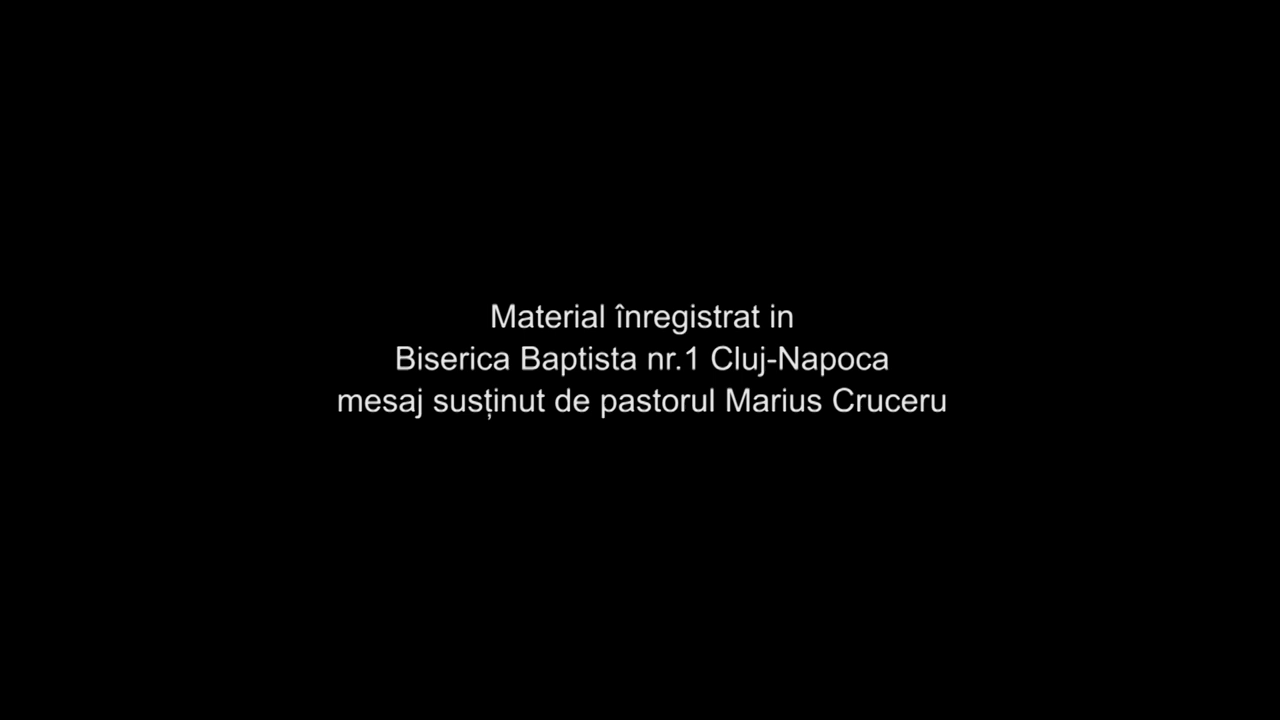 Material înregistrat in
Biserica Baptista nr.1 Cluj-Napoca
mesaj susținut de pastorul Marius Cruceru